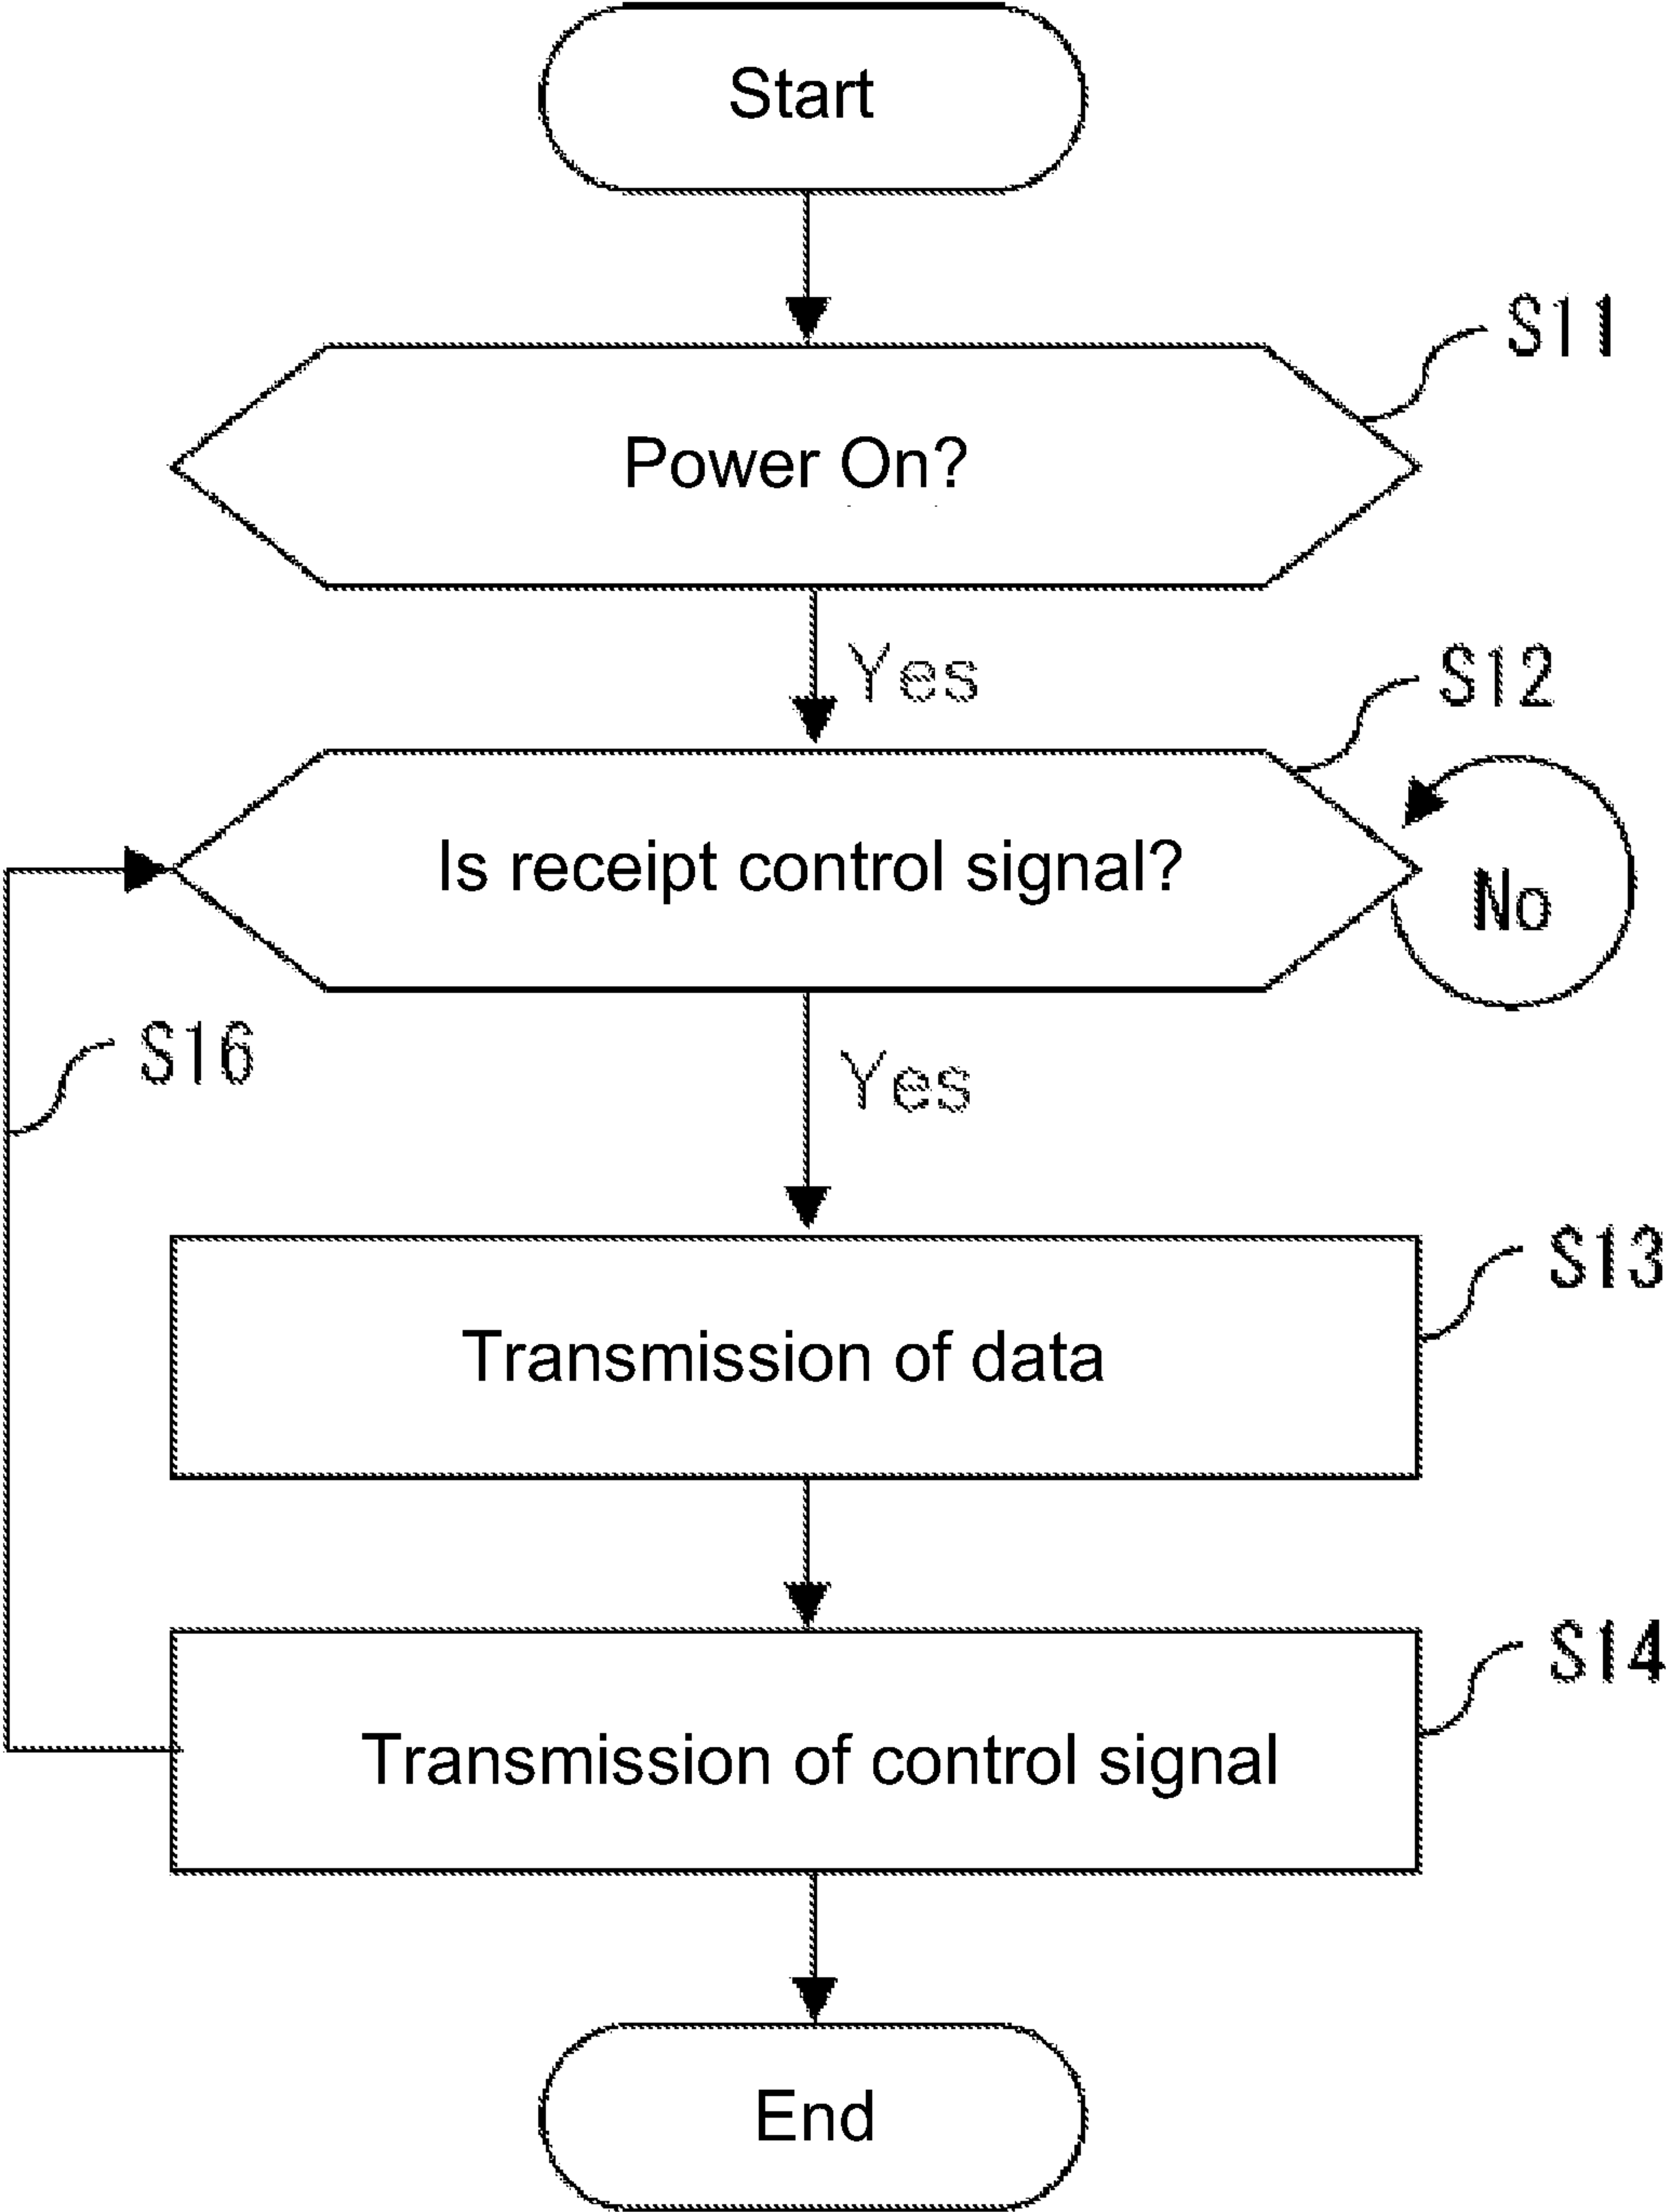 Start
S11
Power On?
Yes
S12
Is receipt control signal?
No
S16
Yes
S13
Transmission of data
S14
Transmission of control signal
End